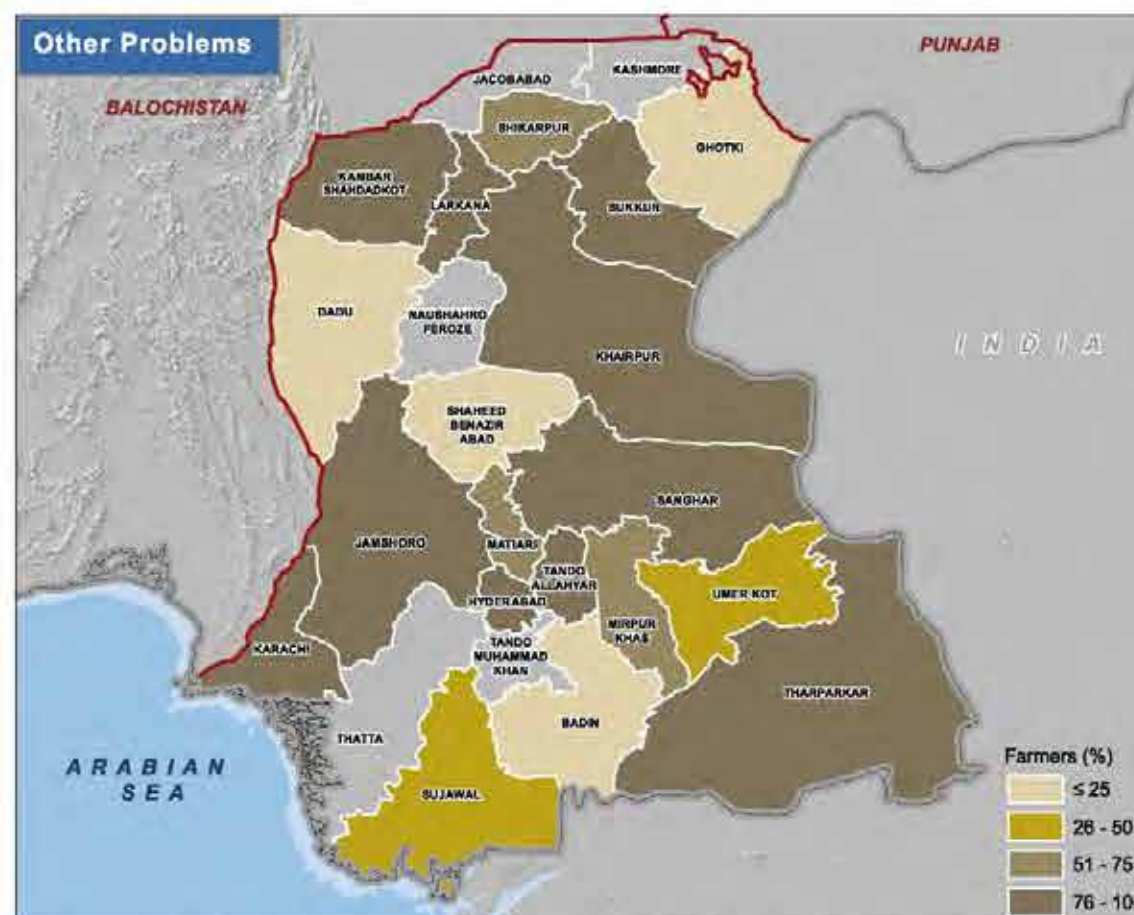 Other Problems
PUNJAB
KASHMORE
JACOBABAD
BALOCHISTAN
SHIKARPUR
GHOTKI
KAMBAR
SHAHDADKOT
LARKANA
SUKKUR
DADU
NAUSHAHRO
FEROZE
INDIA
KHAIRPUR
SHAHEED
BENAZIR
ABAD
SANGHAR
JAMSHORO
MATIARI
TANDO
ALLAHYAR
UMER KOT
HYDERABAD
MIRPUR
KHAS
KARACHI
TANDO
MUHAMMAD
KHAN
THARPARKAR
BADIN
THATTA
ARABIAN
SEA
SUJAWAL
Farmers (%)
≤ 25
26 - 50
51 - 75
76 - 10